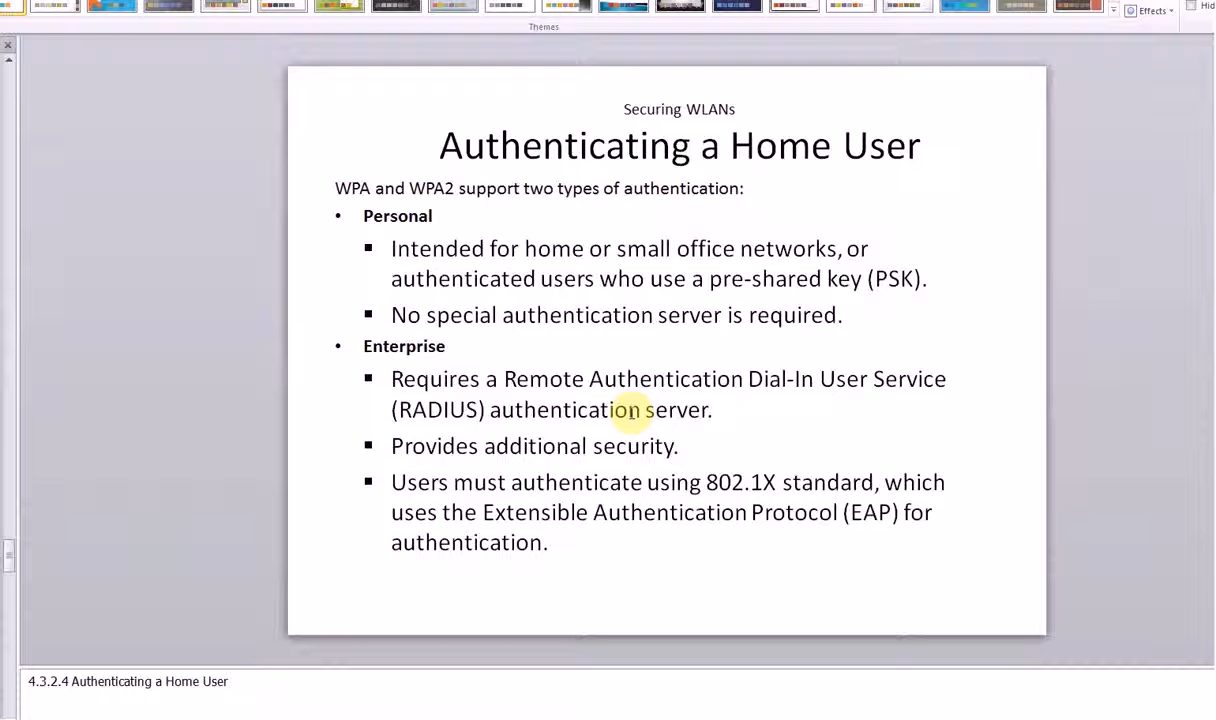 Effects
Hid
Themes
Securing WLANs
Authenticating a Home User
WPA and WPA2 support two types of authentication:
• Personal
▪ Intended for home or small office networks, or
authenticated users who use a pre-shared key (PSK).
▪ No special authentication server is required.
• Enterprise
▪ Requires a Remote Authentication Dial-In User Service
(RADIUS) authentication server.
▪ Provides additional security.
▪ Users must authenticate using 802.1X standard, which
uses the Extensible Authentication Protocol (EAP) for
authentication.
4.3.2.4 Authenticating a Home User